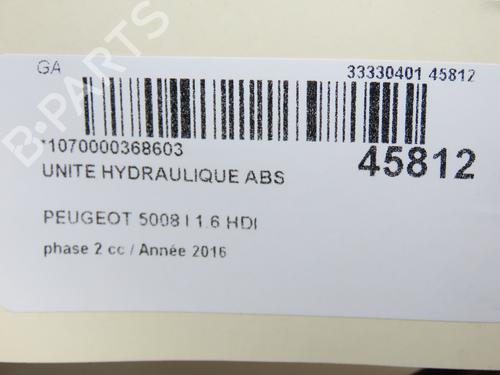 GA
33330401 45812
*1070000368603
45812
UNITE HYDRAULIQUE ABS
PEUGEOT 5008 I 1.6 HDI
phase 2 cc / Année 2016
B-PARTS